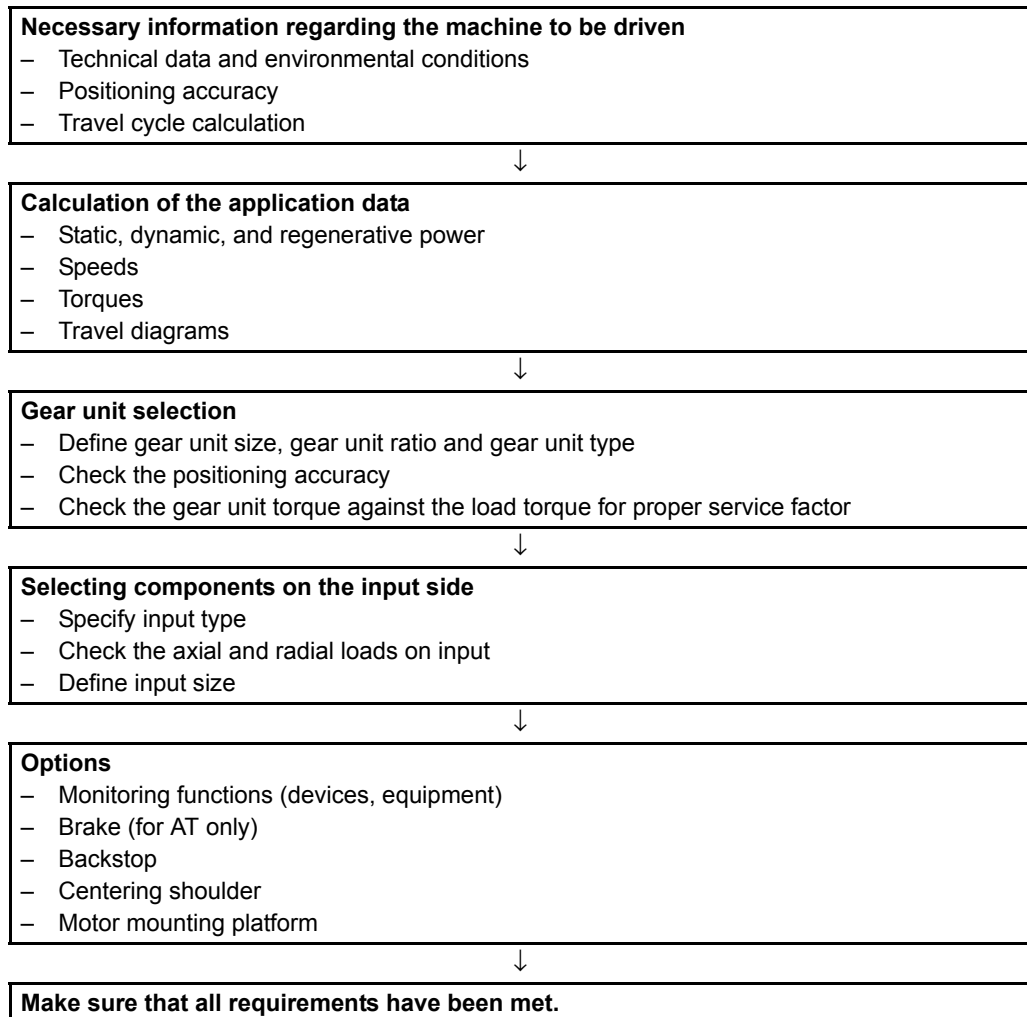 Necessary information regarding the machine to be driven
– Technical data and environmental conditions
– Positioning accuracy
– Travel cycle calculation
↓
Calculation of the application data
– Static, dynamic, and regenerative power
– Speeds
– Torques
– Travel diagrams
↓
Gear unit selection
– Define gear unit size, gear unit ratio and gear unit type
– Check the positioning accuracy
– Check the gear unit torque against the load torque for proper service factor
↓
Selecting components on the input side
– Specify input type
– Check the axial and radial loads on input
– Define input size
↓
Options
– Monitoring functions (devices, equipment)
– Brake (for AT only)
– Backstop
– Centering shoulder
– Motor mounting platform
↓
Make sure that all requirements have been met.